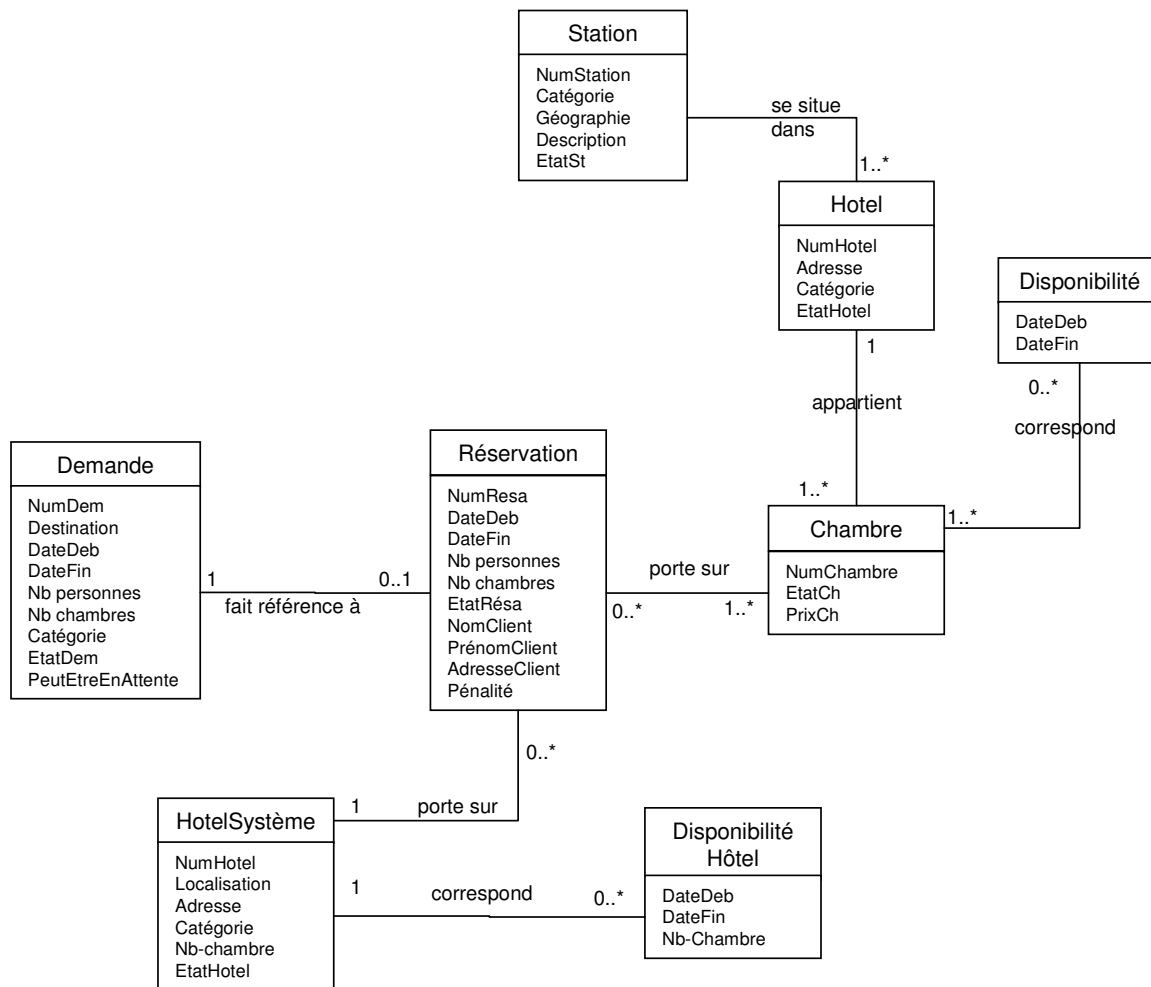 Station
NumStation
Catégorie
Géographie
Description
EtatSt
se situe
dans
1..*
Hotel
NumHotel
Adresse
Catégorie
EtatHotel
1
appartient
1..*
Disponibilité
DateDeb
DateFin
0..*
correspond
1..*
Chambre
NumChambre
EtatCh
PrixCh
Demande
NumDem
Destination
DateDeb
DateFin
Nb personnes
Nb chambres
Catégorie
EtatDem
PeutEtreEnAttente
1
fait référence à
0..1
Réservation
NumResa
DateDeb
DateFin
Nb personnes
Nb chambres
EtatRésa
NomClient
PrénomClient
AdresseClient
Pénalité
porte sur
0..*
1..*
0..*
1
porte sur
HotelSystème
NumHotel
Localisation
Adresse
Catégorie
Nb-chambre
EtatHotel
1
correspond
0..*
Disponibilité
Hôtel
DateDeb
DateFin
Nb-Chambre